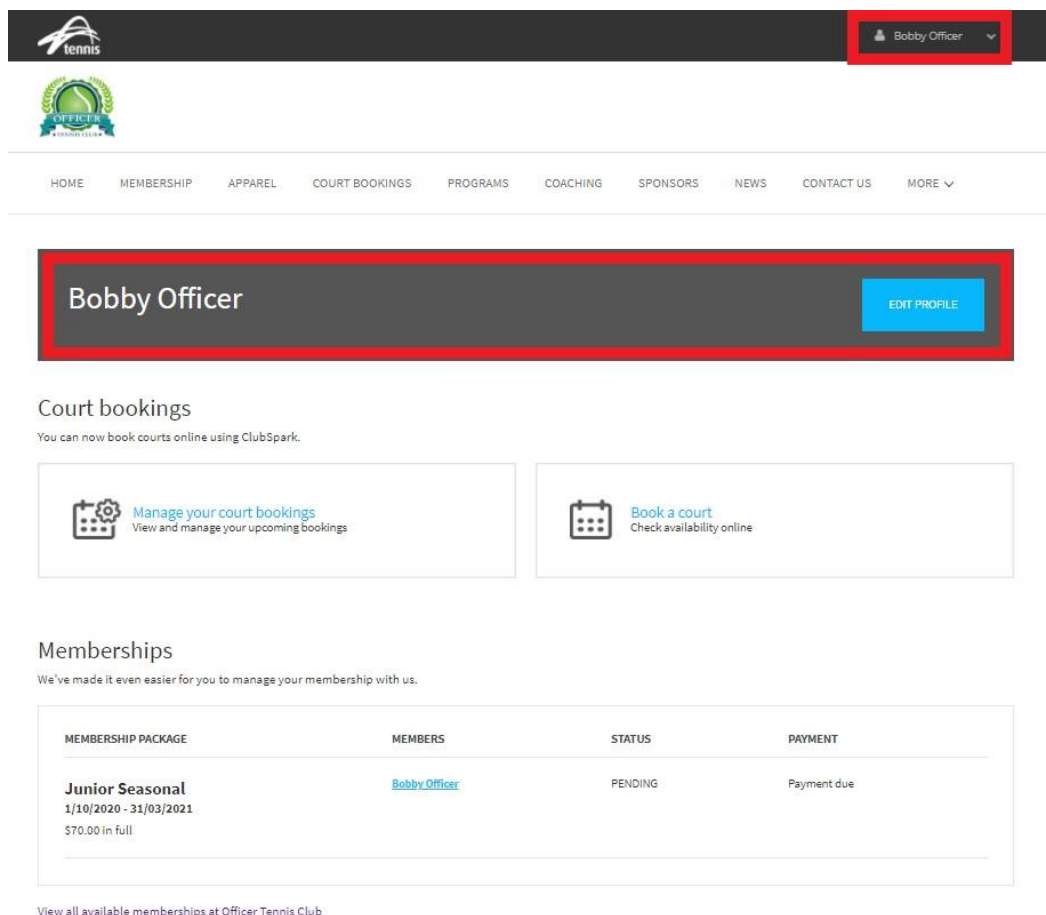 tennis
Bobby Officer
OFFICER
TENNIS CLUB
HOME MEMBERSHIP APPAREL COURT BOOKINGS PROGRAMS COACHING SPONSORS NEWS CONTACT US MORE
Bobby Officer
EDIT PROFILE
Court bookings
You can now book courts online using ClubSpark.
Manage your court bookings
View and manage your upcoming bookings
Book a court
Check availability online
Memberships
We've made it even easier for you to manage your membership with us.
MEMBERSHIP PACKAGE MEMBERS STATUS PAYMENT
Junior Seasonal Bobby Officer PENDING Payment due
1/10/2020 - 31/03/2021
$70.00 in full
View all available memberships at Officer Tennis Club